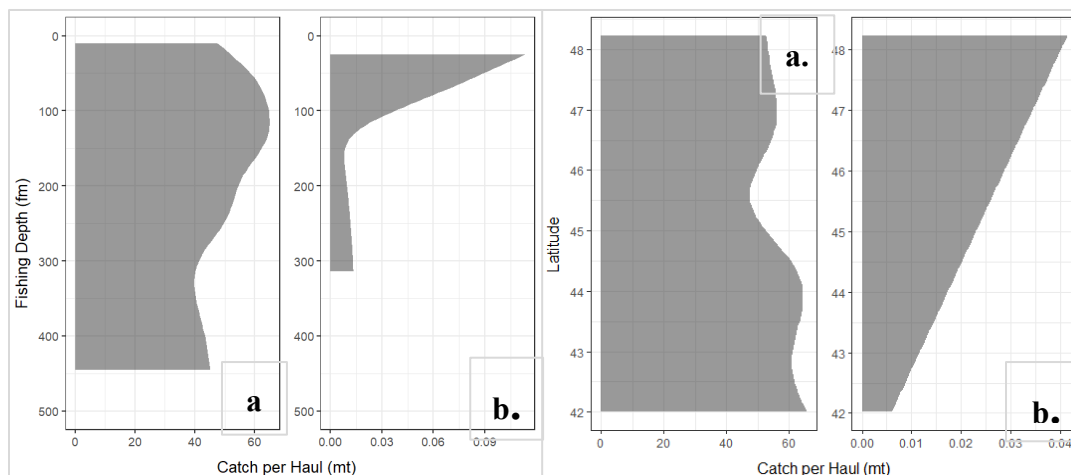 Fishing Depth (fm)
0
100
200
300
400
500
0 20 40 60
a
0
100
200
300
400
500
0.00 0.03 0.06 0.09
b.
Catch per Haul (mt)
Latitude
48
47
46
45
44
43
42
0 20 40 60
a.
48
47
46
45
44
43
42
0.00 0.01 0.02 0.03 0.04
b.
Catch per Haul (mt)